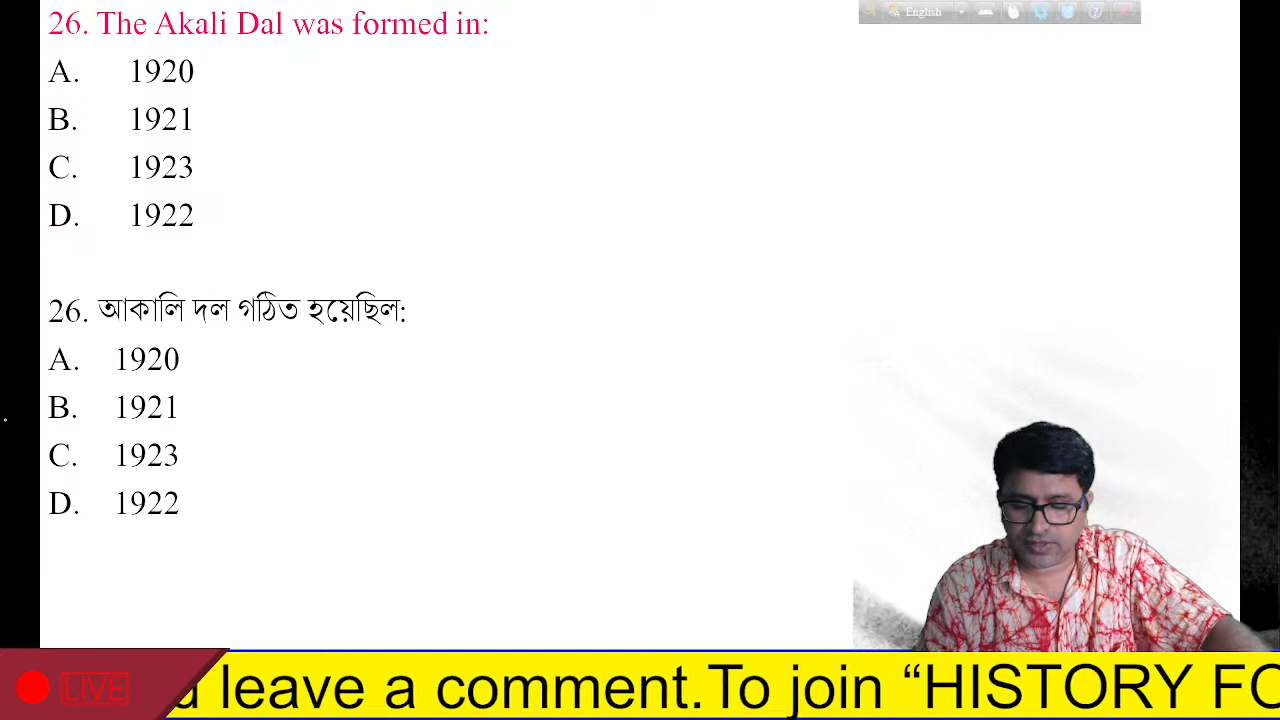 26. The Akali Dal was formed in:
English
A. 1920
B. 1921
C. 1923
D. 1922
26. আকালি দল গঠিত হয়েছিল:
A. 1920
B. 1921
C. 1923
D. 1922
LIVE
leave a comment.To join “HISTORY